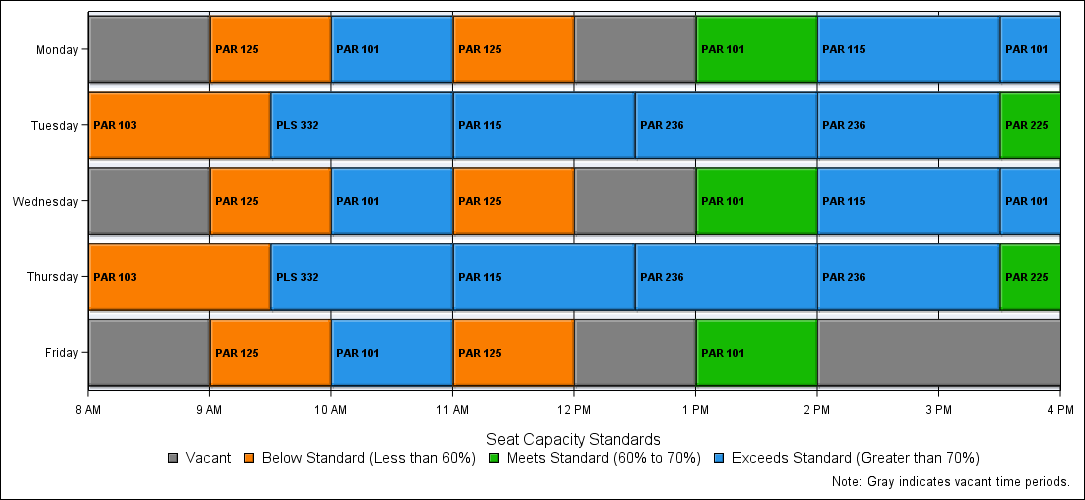 Monday
PAR 125
PAR 101
PAR 125
PAR 101
PAR 115
PAR 101
Tuesday
PAR 103
PLS 332
PAR 115
PAR 236
PAR 236
PAR 225
Wednesday
PAR 125
PAR 101
PAR 125
PAR 101
PAR 115
PAR 101
Thursday
PAR 103
PLS 332
PAR 115
PAR 236
PAR 236
PAR 225
Friday
PAR 125
PAR 101
PAR 125
PAR 101
8 AM 9 AM 10 AM 11 AM 12 PM 1 PM 2 PM 3 PM 4 PM
Seat Capacity Standards
Vacant Below Standard (Less than 60%) Meets Standard (60% to 70%) Exceeds Standard (Greater than 70%)
Note: Gray indicates vacant time periods.